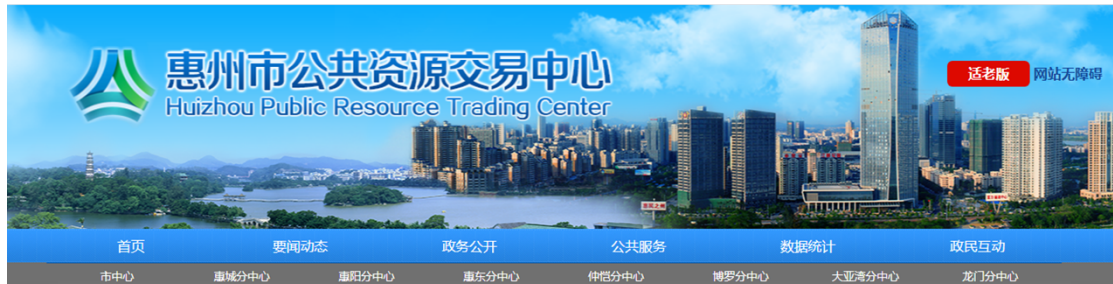 惠州市公共资源交易中心
Huizhou Public Resource Trading Center
适老版 网站无障碍
首页 要闻动态 政务公开 公共服务 数据统计 政民互动
市中心 惠城分中心 惠阳分中心 惠东分中心 仲恺分中心 博罗分中心 大亚湾分中心 龙门分中心